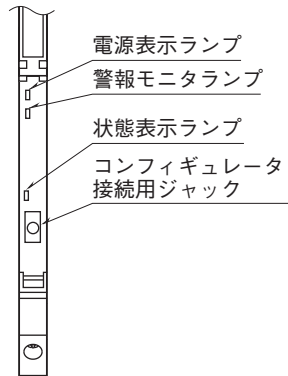 電源表示ランプ
警報モニタランプ
状態表示ランプ
コンフィギュレータ
接続用ジャック